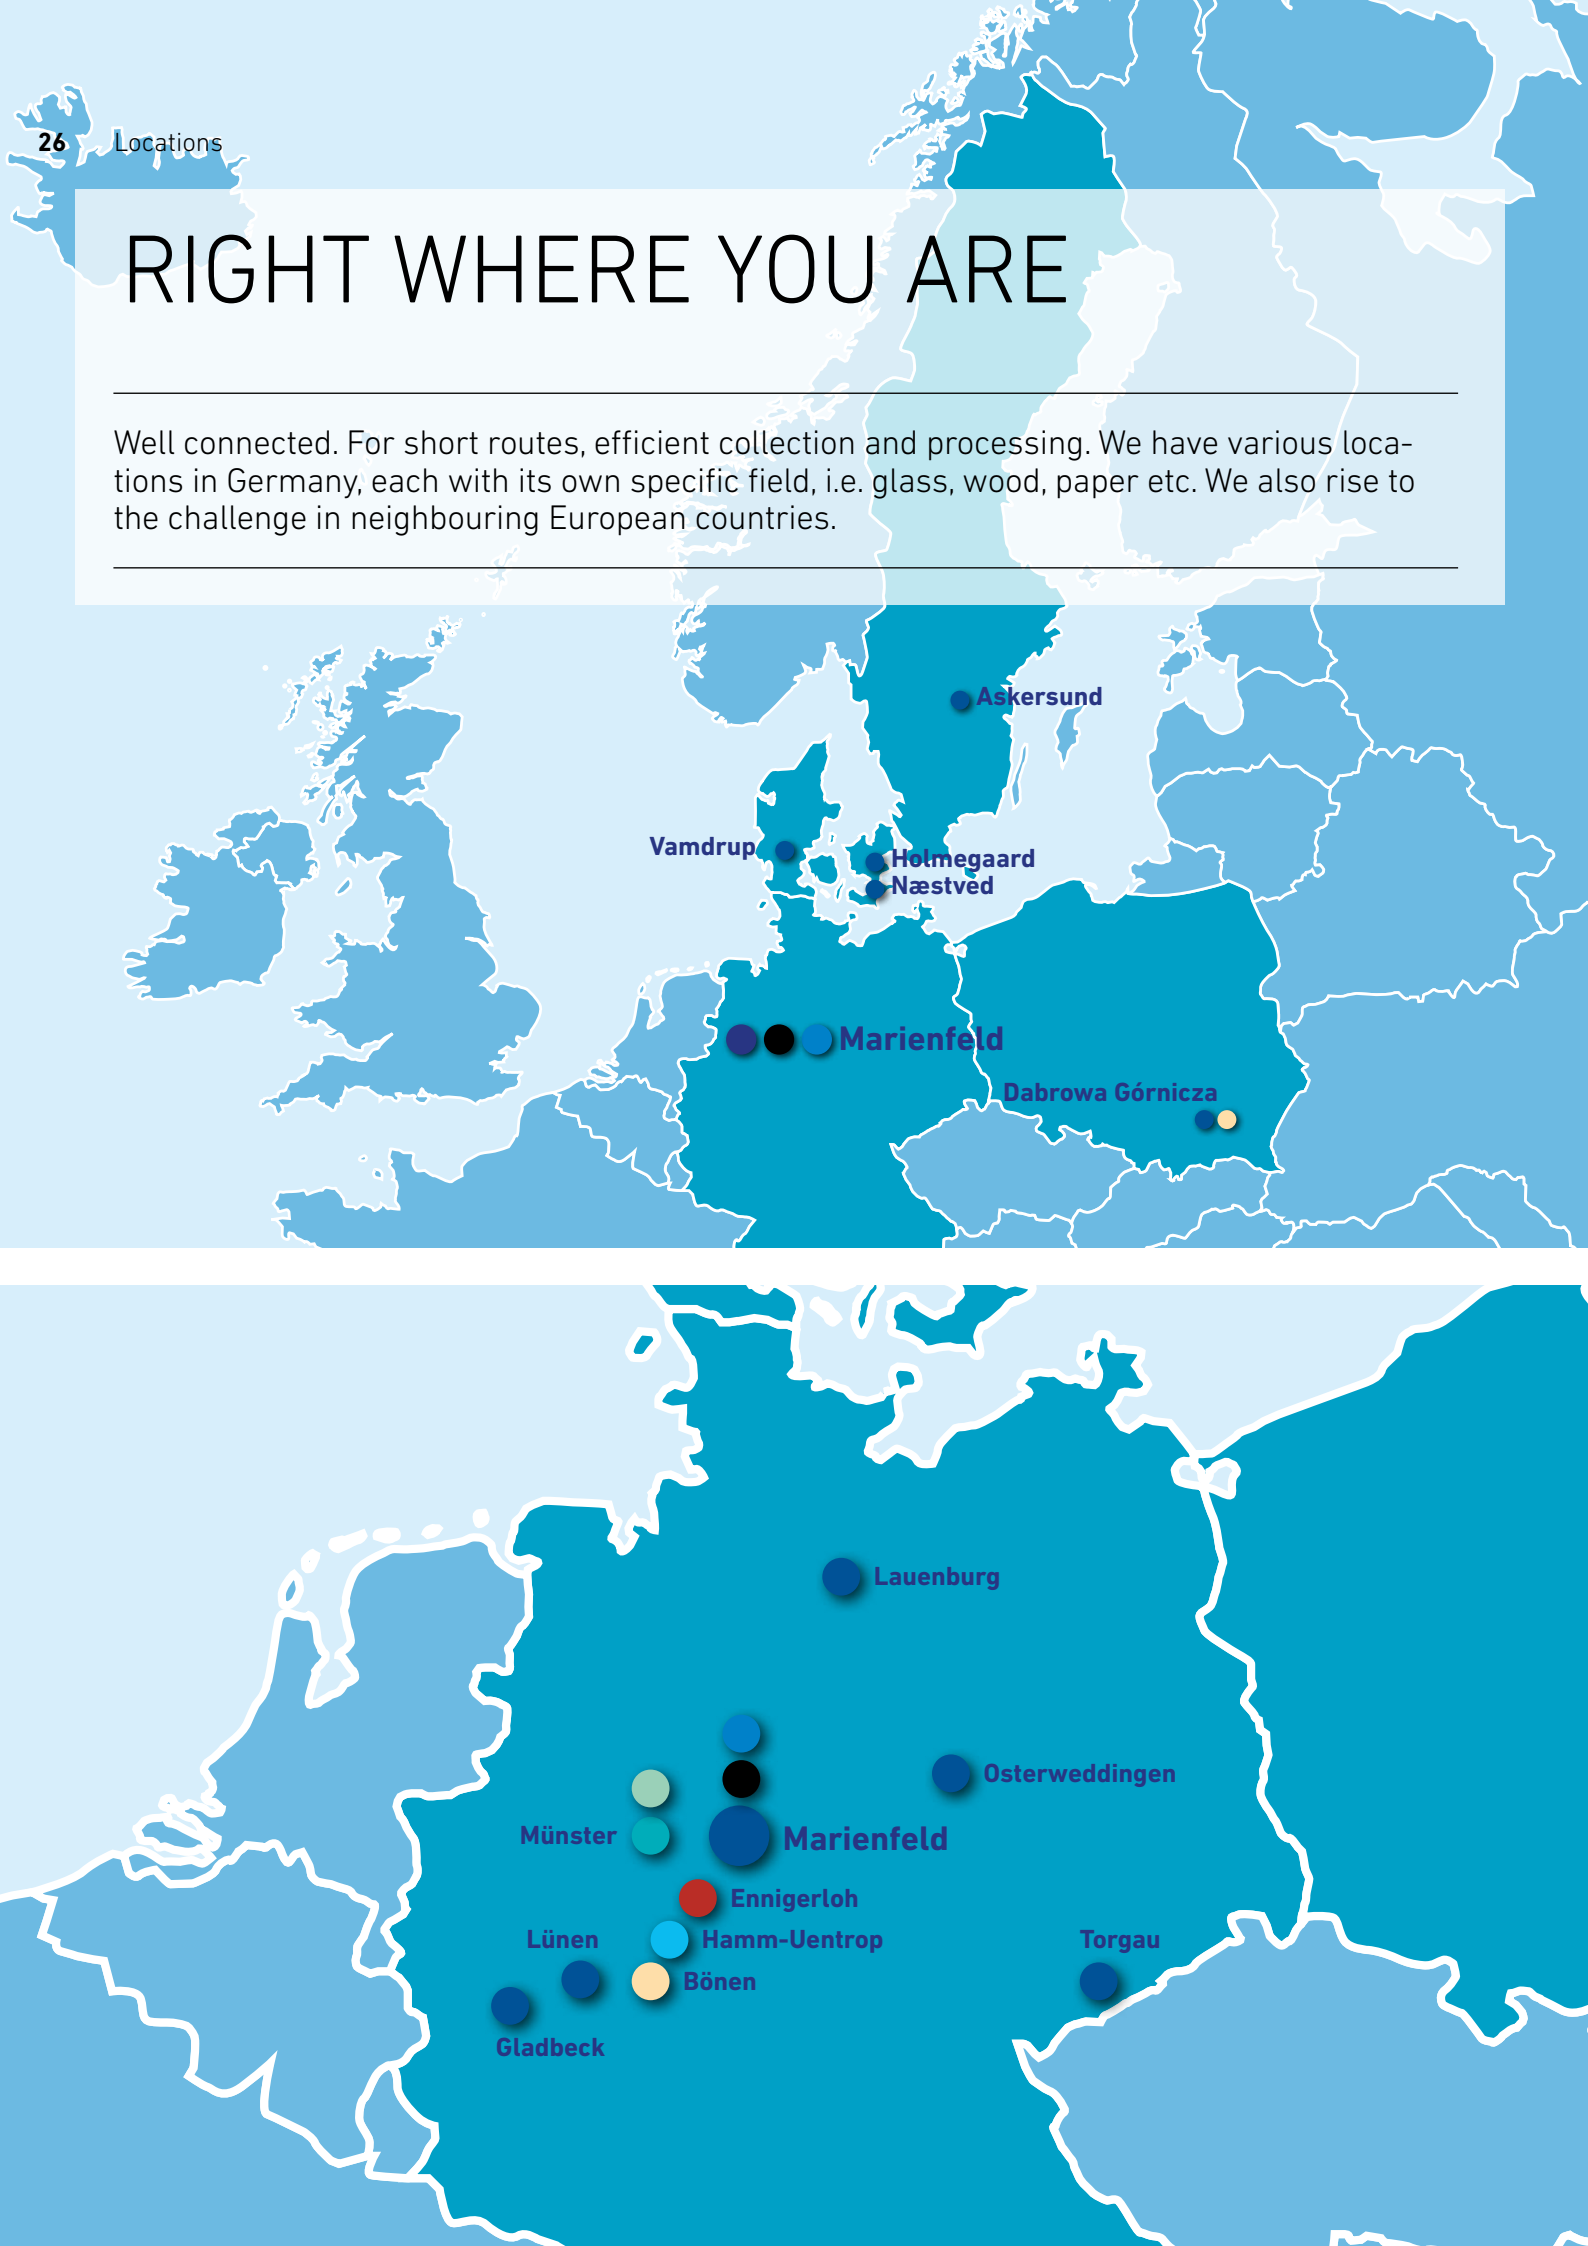 26 Locations
RIGHT WHERE YOU ARE
Well connected. For short routes, efficient collection and processing. We have various loca-
tions in Germany, each with its own specific field, i.e. glass, wood, paper etc. We also rise to
the challenge in neighbouring European countries.
Askersund
Vamdrup
Holmegaard
Næstved
Marienfeld
Dabrowa Górnicza
Lauenburg
Osterweddingen
Münster
Marienfeld
Ennigerloh
Lünen
Hamm-Uentrop
Torgau
Bönen
Gladbeck